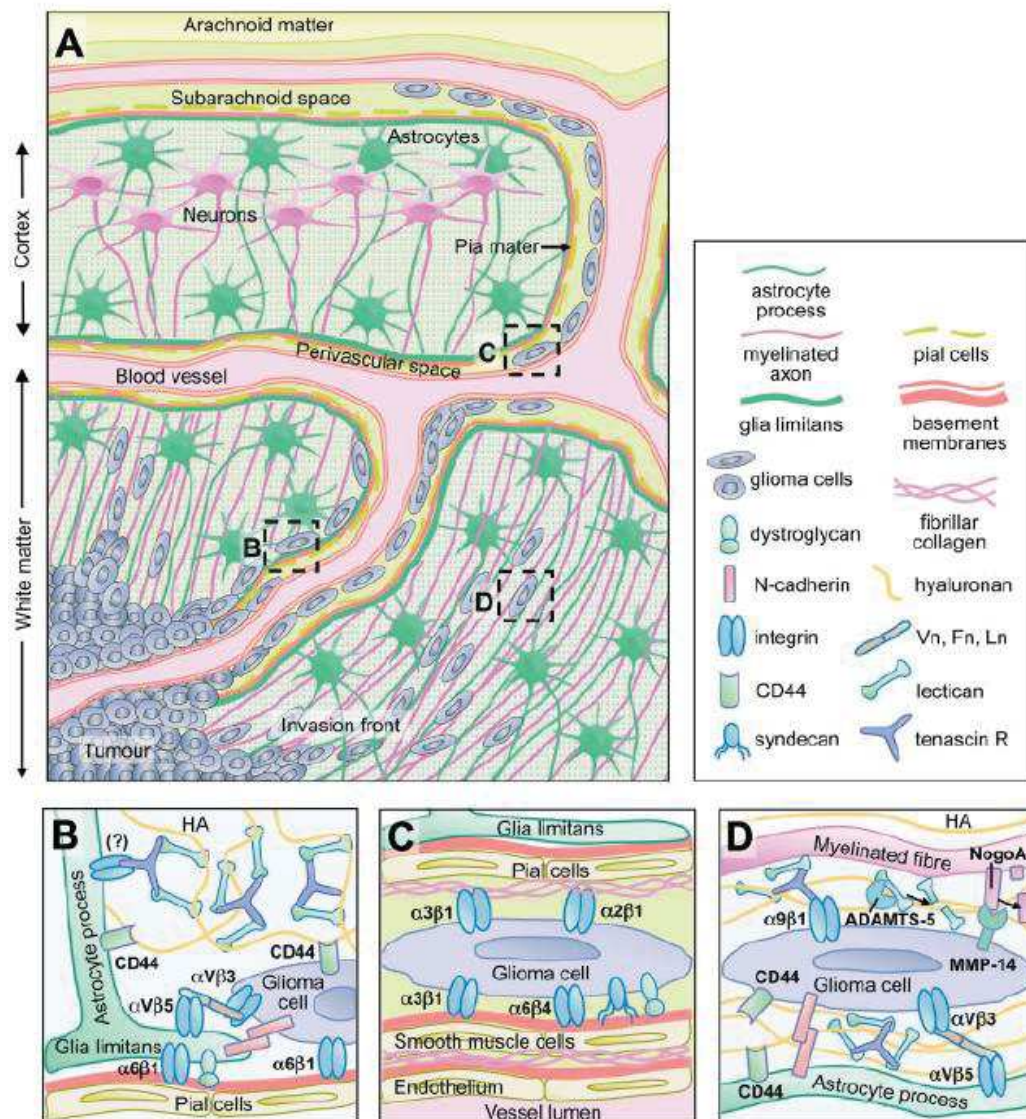 A
Arachnoid matter
Subarachnoid space
Astrocytes
Neurons
Pia mater
Cortex
C
Perivascular space
Blood vessel
White matter
B
D
Invasion front
Tumour
astrocyte
process
myelinated
axon
pial cells
glia limitans
basement
membranes
glioma cells
fibrillar
collagen
dystroglycan
N-cadherin
hyaluronan
integrin
Vn, Fn, Ln
CD44
lectican
syndecan
tenascin R
B
HA
(?)
Astrocyte process
CD44
CD44
αVβ3
αVβ5
Glioma
cell
Glia limitans
α6β1
α6β1
Pial cells
C
Glia limitans
Pial cells
α3β1
α2β1
Glioma cell
α3β1
α6β4
Smooth muscle cells
Endothelium
Vessel lumen
D
HA
Myelinated fibre
NogoA
α9β1
ADAMTS-5
MMP-14
CD44
Glioma cell
αVβ3
αVβ5
CD44
Astrocyte process